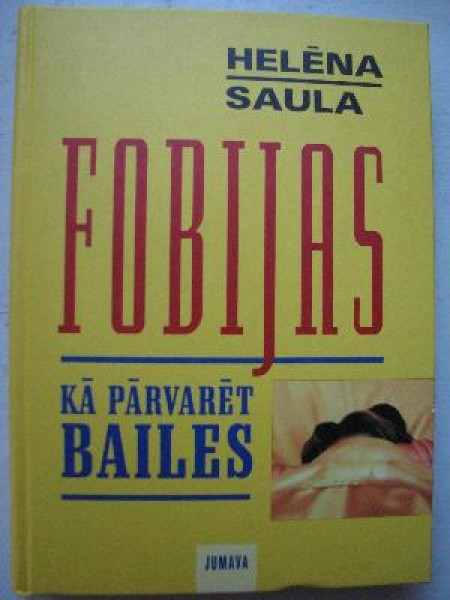 HELĒNA
SAULA
FOBIJAS
KĀ PĀRVARĒT
BAILES
JUMAVA